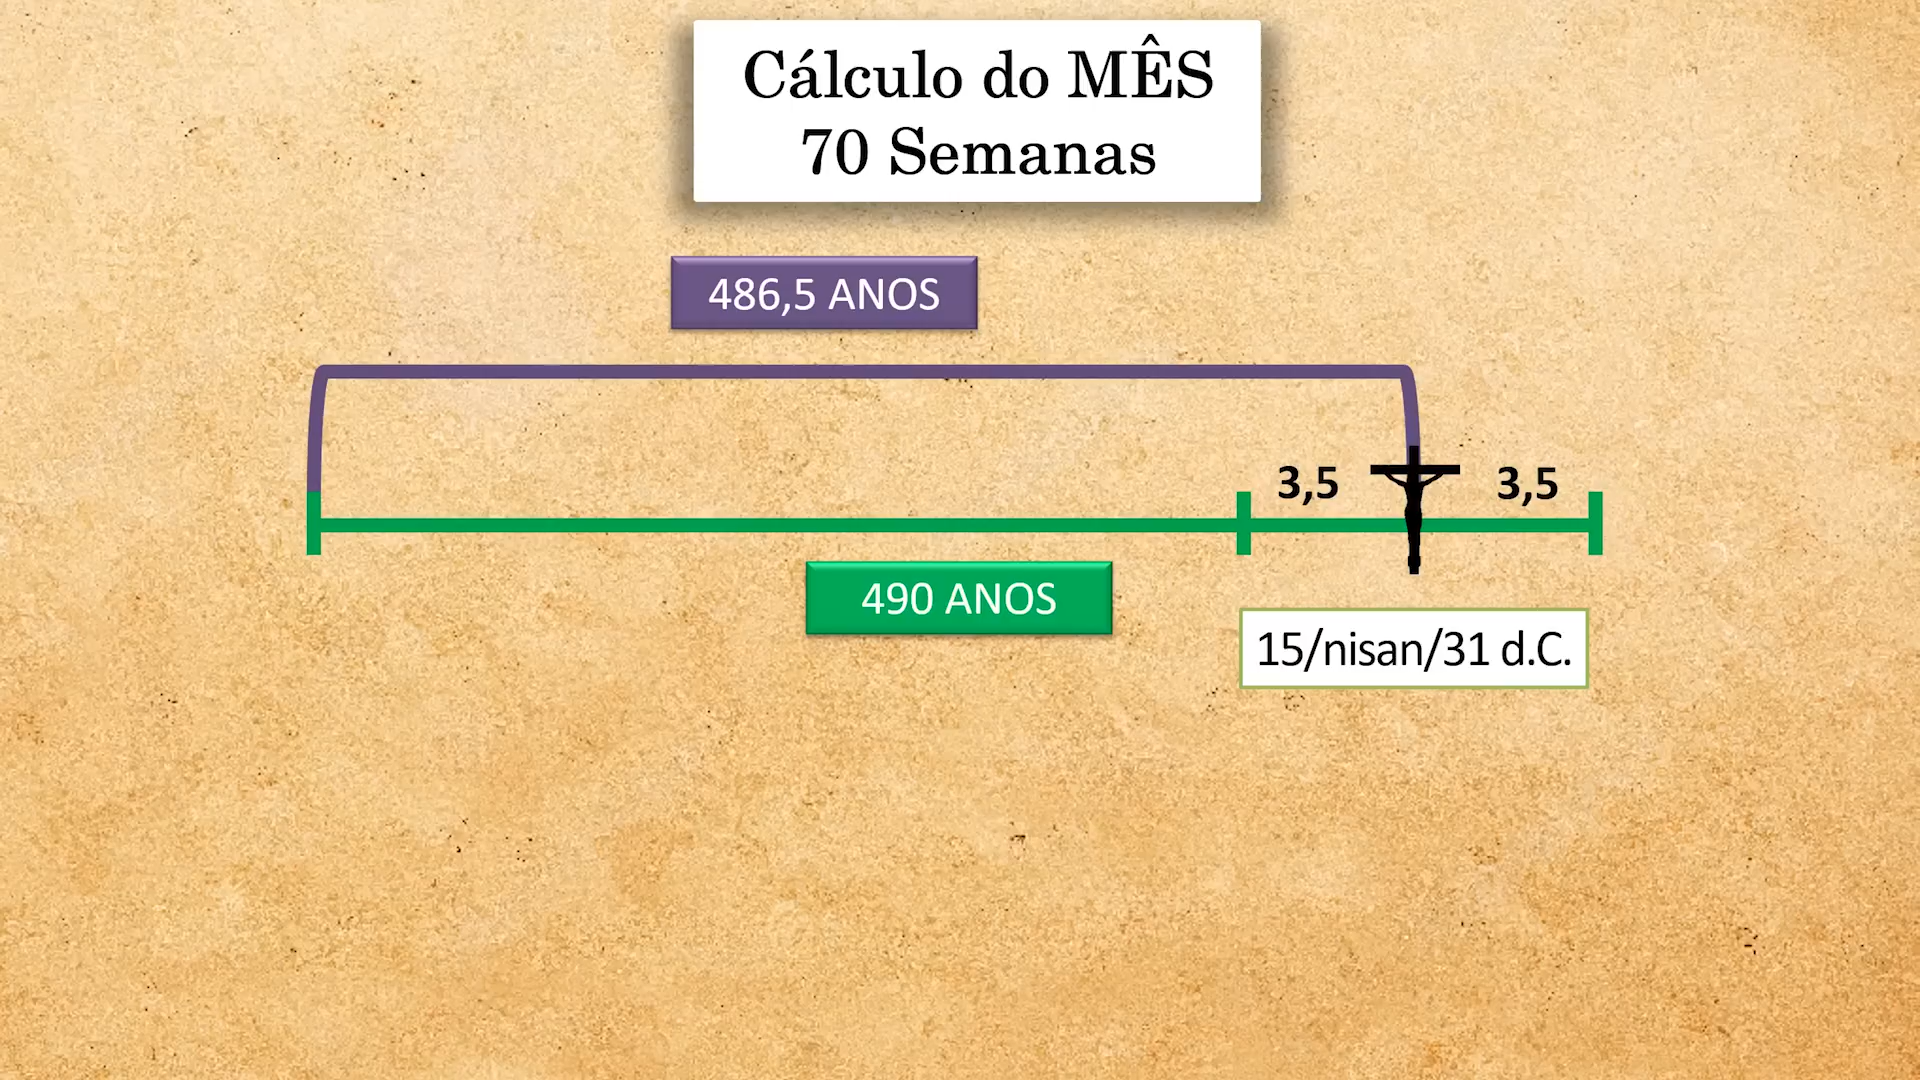 Cálculo do MÊS
70 Semanas
486,5 ANOS
3,5
3,5
490 ANOS
15/nisan/31 d.C.